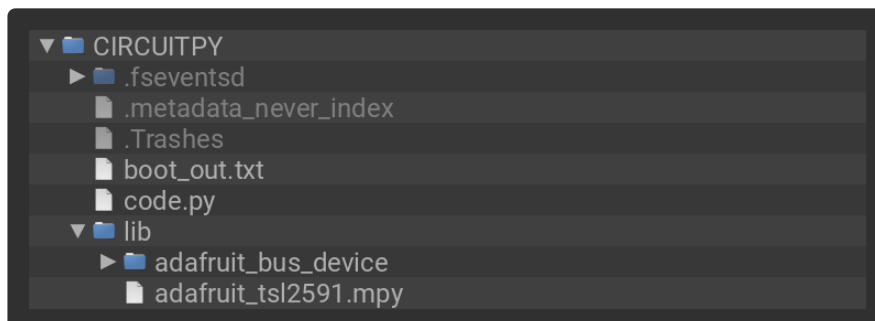 CIRCUITPY
.fseventsd
.metadata_never_index
.Trashes
boot_out.txt
code.py
lib
adafruit_bus_device
adafruit_tsl2591.mpy